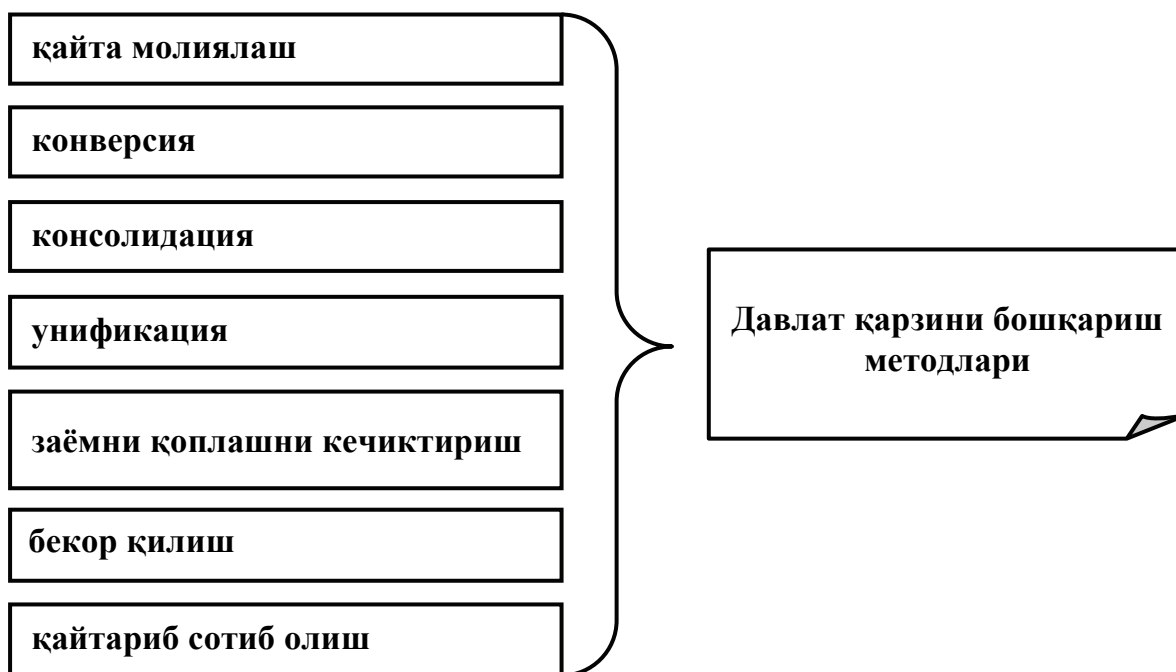 қайта молиялаш
конверсия
консолидация
унификация
заёмни қоплашни кечиктириш
бекор қилиш
қайтариб сотиб олиш
Давлат қарзини бошқариш
методлари